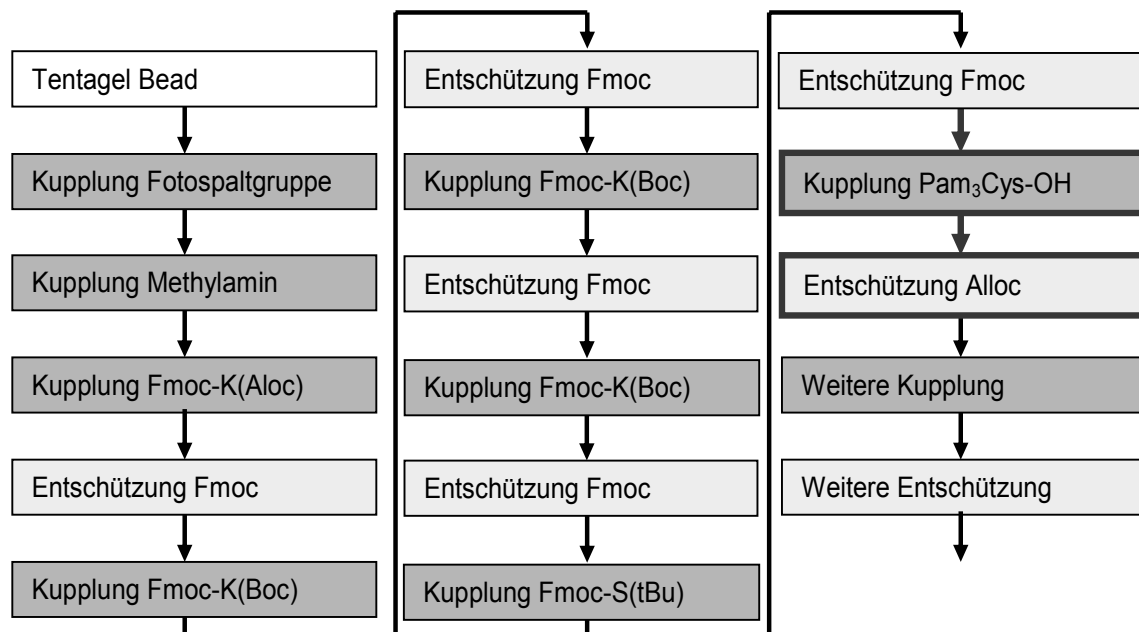 Tentagel Bead
Kupplung Fotospaltgruppe
Kupplung Methylamin
Kupplung Fmoc-K(Aloc)
Entschützung Fmoc
Kupplung Fmoc-K(Boc)
Entschützung Fmoc
Kupplung Fmoc-K(Boc)
Entschützung Fmoc
Kupplung Fmoc-K(Boc)
Entschützung Fmoc
Kupplung Fmoc-S(tBu)
Entschützung Fmoc
Kupplung Pam₃Cys-OH
Entschützung Alloc
Weitere Kupplung
Weitere Entschützung